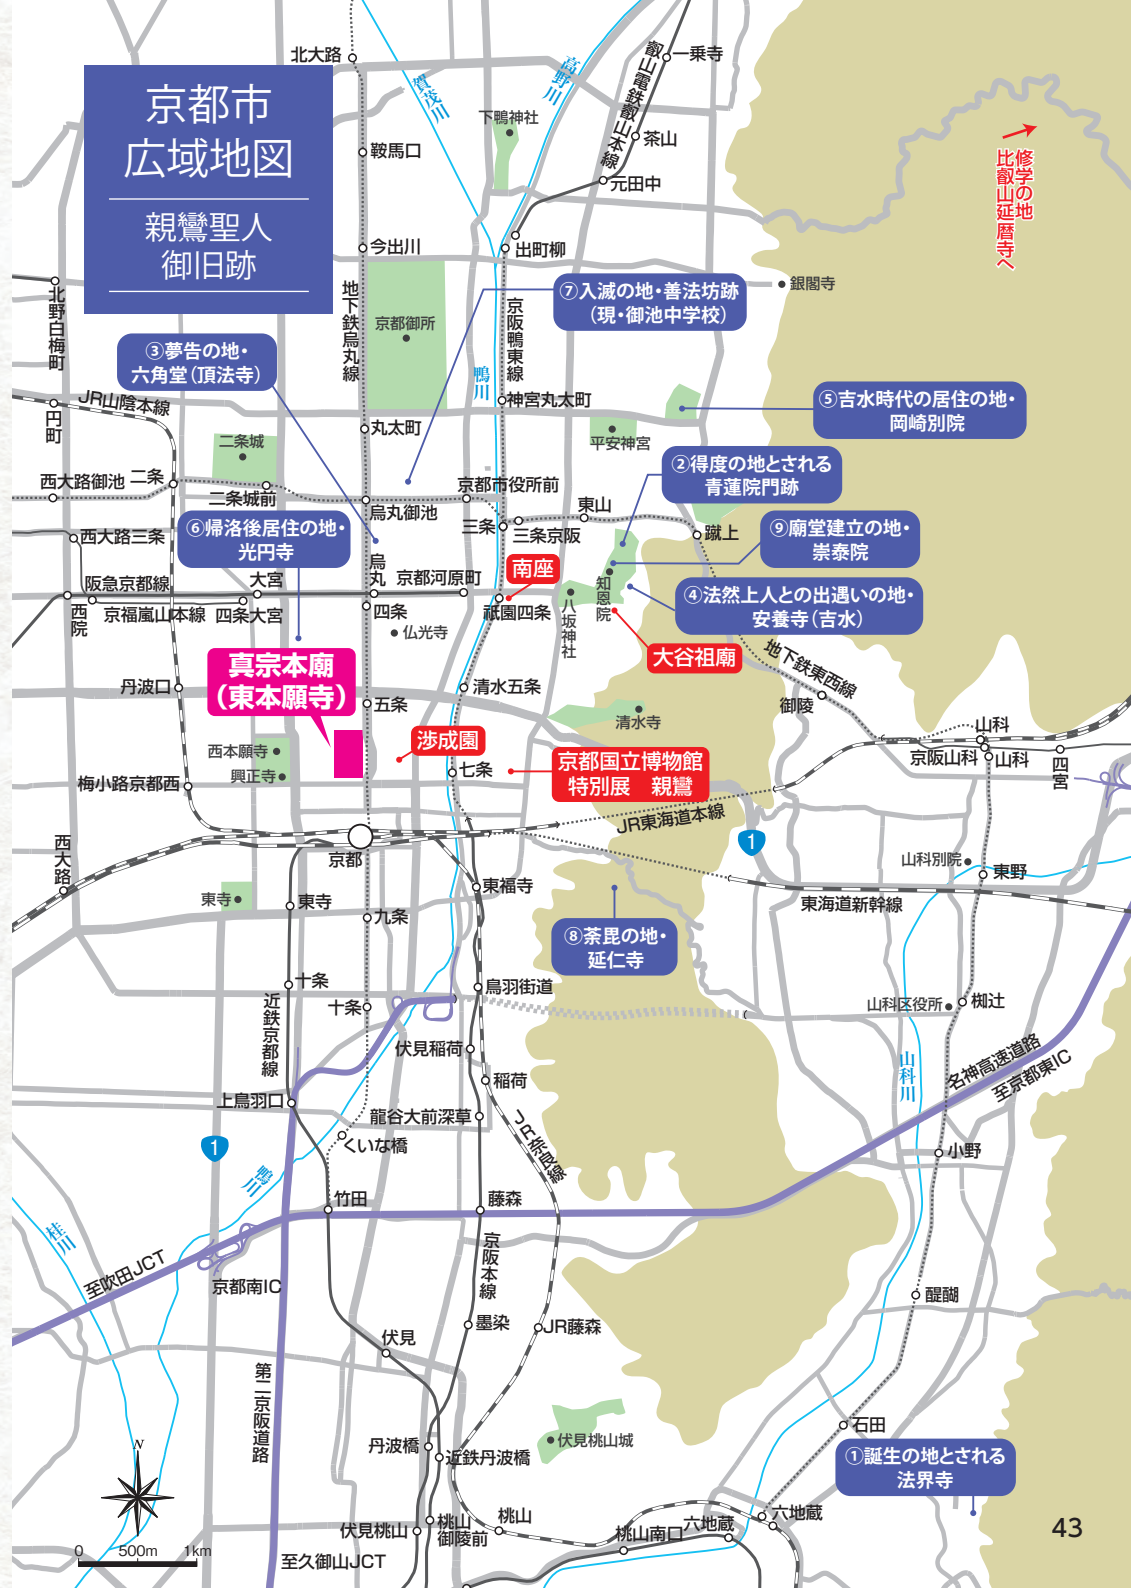 京都市
広域地図
親鸞聖人
御旧跡
北大路
賀茂川
高野川
叡山電鉄叡山本線
一乗寺
下鴨神社
茶山
鞍馬口
元田中
修学の地
比叡山延暦寺へ
今出川
出町柳
銀閣寺
北野白梅町
地下鉄烏丸線
京都御所
京阪鴨東線
⑦入滅の地・善法坊跡
（現・御池中学校）
③夢告の地・
六角堂（頂法寺）
鴨川
JR山陰本線
円町
神宮丸太町
⑤吉水時代の居住の地・
岡崎別院
丸太町
二条城
平安神宮
②得度の地とされる
青蓮院門跡
西大路御池
二条
二条城前
京都市役所前
烏丸御池
東山
三条
三条京阪
蹴上
⑥帰洛後居住の地・
光円寺
⑨廟堂建立の地・
崇泰院
西大路三条
阪急京都線
大宮
烏丸
京都河原町
南座
知恩院
④法然上人との出遇いの地・
安養寺（吉水）
西院
京福嵐山本線
四条大宮
四条
祇園四条
八坂神社
仏光寺
大谷祖廟
地下鉄東西線
真宗本廟
（東本願寺）
丹波口
清水五条
五条
御陵
清水寺
山科
京阪山科
山科
四宮
渉成園
西本願寺
興正寺
七条
京都国立博物館
特別展　親鸞
梅小路京都西
JR東海道本線
1
西大路
京都
山科別院
東野
東寺
東寺
東福寺
九条
東海道新幹線
⑧荼毘の地・
延仁寺
十条
近鉄京都線
十条
鳥羽街道
山科区役所
椥辻
伏見稲荷
名神高速道路
至京都東IC
山科川
稲荷
上鳥羽口
龍谷大前深草
JR奈良線
1
くいな橋
小野
鴨川
竹田
藤森
桂川
京阪本線
至吹田JCT
京都南IC
醍醐
墨染
JR藤森
伏見
第二京阪道路
石田
丹波橋
近鉄丹波橋
伏見桃山城
①誕生の地とされる
法界寺
N
伏見桃山
桃山
御陵前
桃山
桃山南口
六地蔵
六地蔵
0 500m 1km
至久御山JCT
43